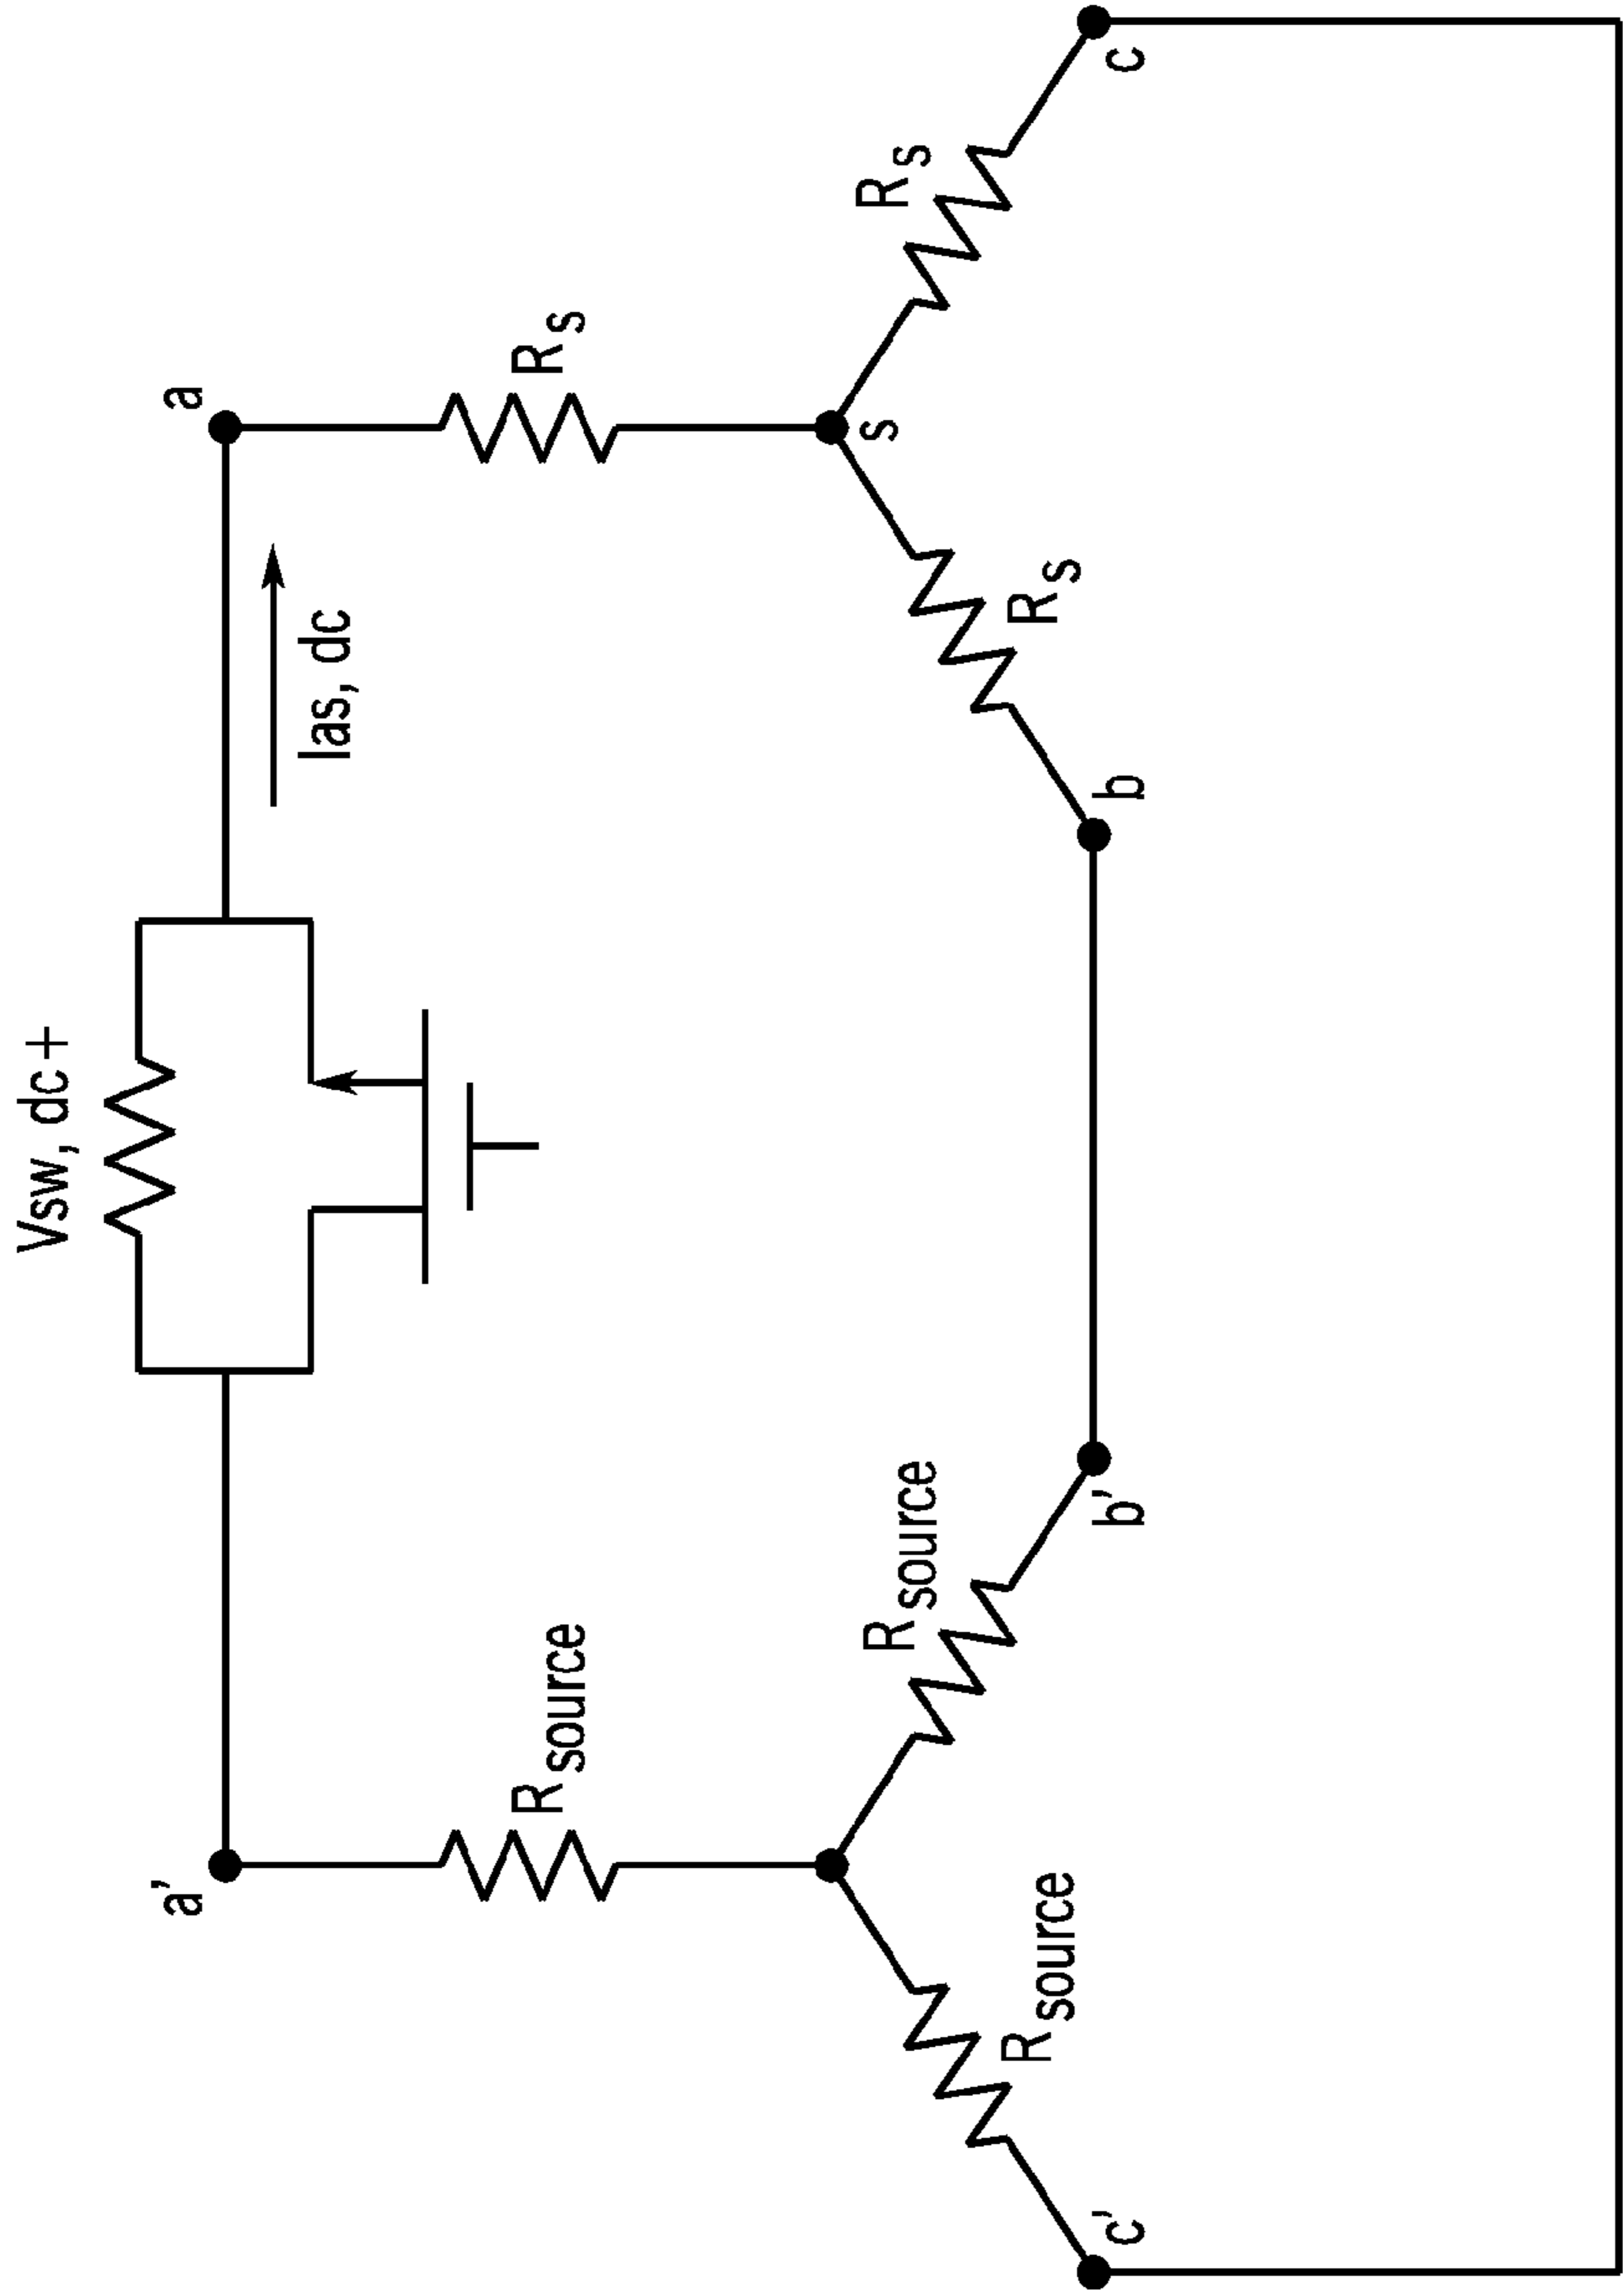 Vsw, dc+
a'
a
Ias, dc
Rsource
Rs
Rsource
Rs
Rsource
Rs
s
c'
b'
b
c